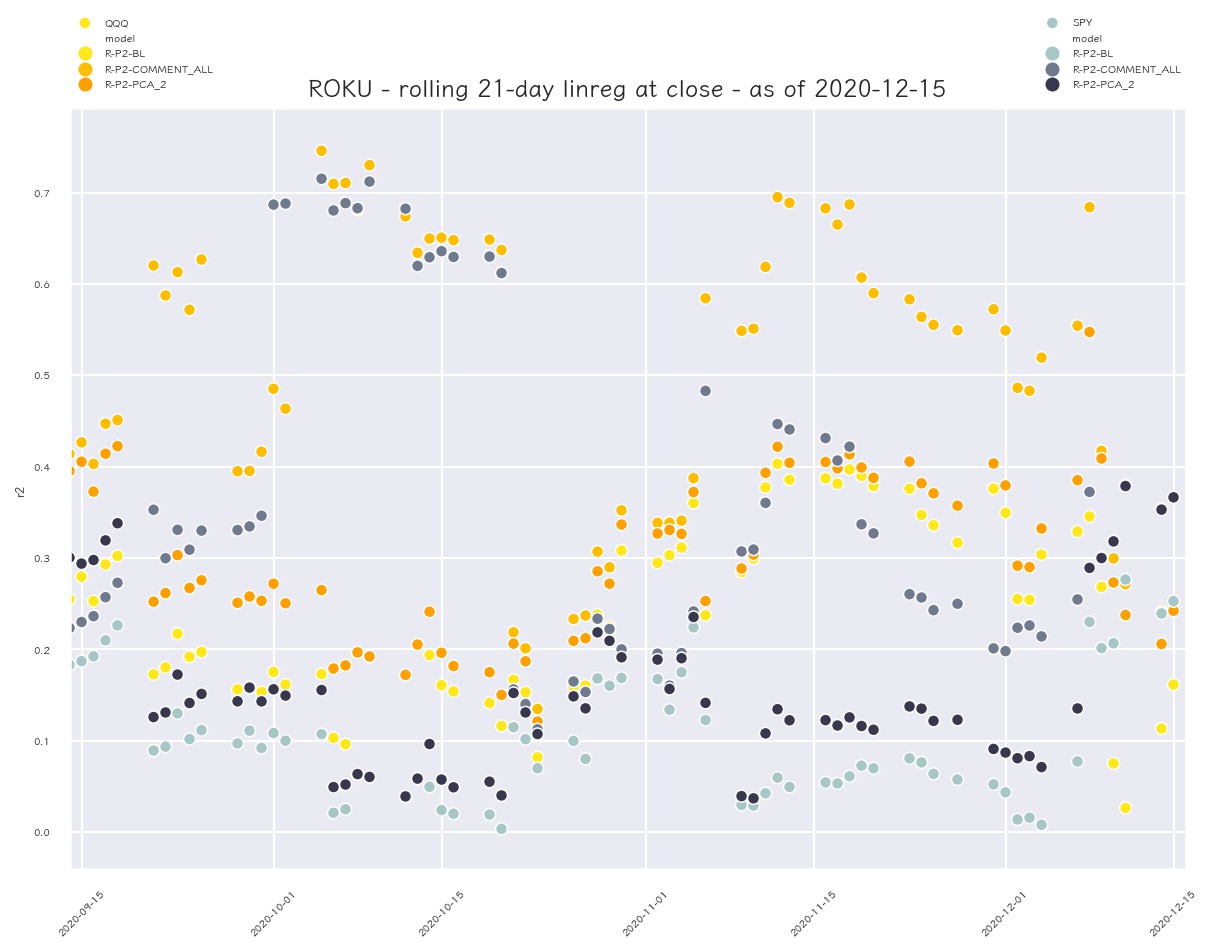 QQQ
model
R-P2-BL
R-P2-COMMENT_ALL
R-P2-PCA_2
SPY
model
R-P2-BL
R-P2-COMMENT_ALL
R-P2-PCA_2
ROKU - rolling 21-day linreg at close - as of 2020-12-15
r2
0.7
0.6
0.5
0.4
0.3
0.2
0.1
0.0
2020-09-15
2020-10-01
2020-10-15
2020-11-01
2020-11-15
2020-12-01
2020-12-15